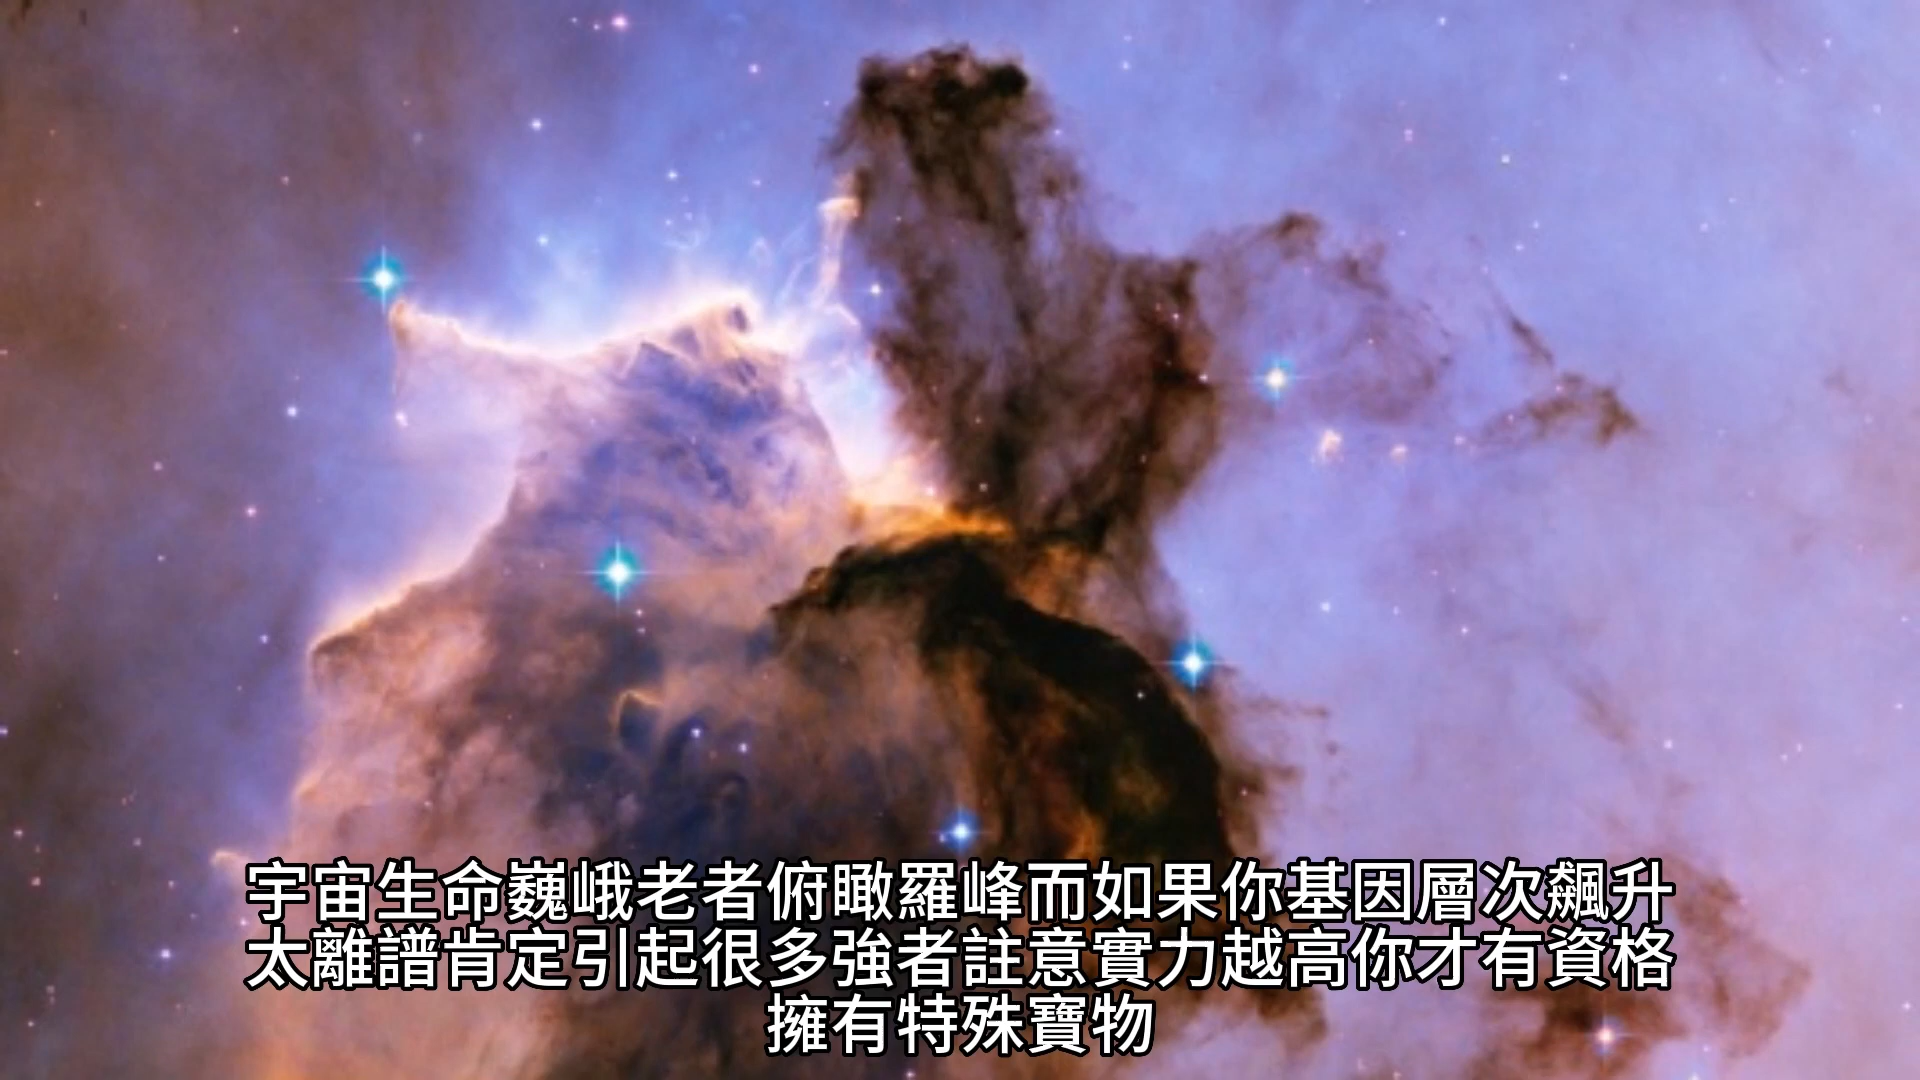 宇宙生命巍峨老者俯瞰羅峰而如果你基因層次飆升
太離譜肯定引起很多強者註意實力越高你才有資格
擁有特殊寶物